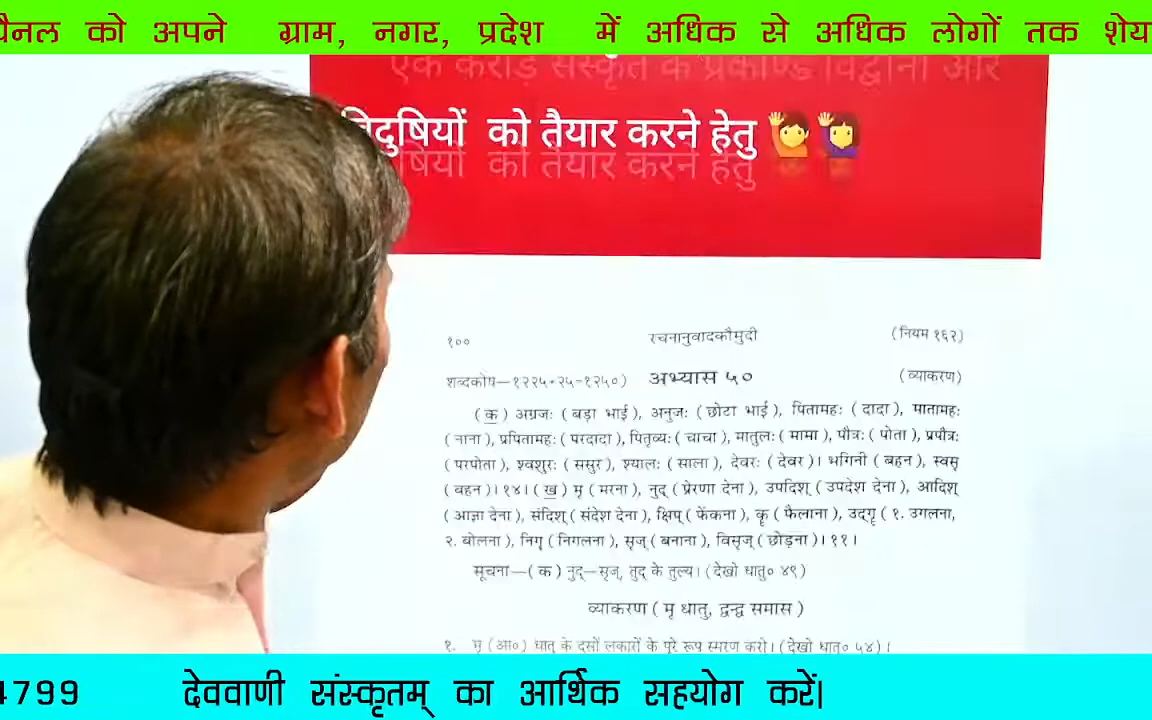 पैनल को अपने ग्राम, नगर, प्रदेश में अधिक से अधिक लोगों तक शेय
एक करोड़ संस्कृत के प्रकाण्ड विद्वानों और
विदुषियों को तैयार करने हेतु 🙋🙋‍♀️
षियों को तैयार करने हेतु
१०० रचनानुवादकौमुदी (नियम १६२)
शब्दकोष—१२२५+२५=१२५०) अभ्यास ५० (व्याकरण)
(क) अग्रजः (बड़ा भाई), अनुजः (छोटा भाई), पितामहः (दादा), मातामहः
(नाना), प्रपितामहः (परदादा), पितृव्यः (चाचा), मातुलः (मामा), पौत्रः (पोता), प्रपौत्रः
(परपोता), श्वशुरः (ससुर), श्यालः (साला), देवरः (देवर)। भगिनी (बहन), स्वसृ
(बहन)। १४। (ख) मृ (मरना), नुद् (प्रेरणा देना), उपदिश् (उपदेश देना), आदिश्
(आज्ञा देना), संदिश् (संदेश देना), क्षिप् (फेंकना), कॄ (फैलाना), उद्गॄ (१. उगलना,
२. बोलना), निगॄ (निगलना), सृज् (बनाना), विसृज् (छोड़ना)। ११।
सूचना—(क) नुद्—सृज्, तुद् के तुल्य। (देखो धातु० ४९)
व्याकरण (मृ धातु, द्वन्द्व समास)
१. मृ (आ०) धातु के दसों लकारों के पूरे रूप स्मरण करो। (देखो धातु० ५४)।
4799 देववाणी संस्कृतम् का आर्थिक सहयोग करें।